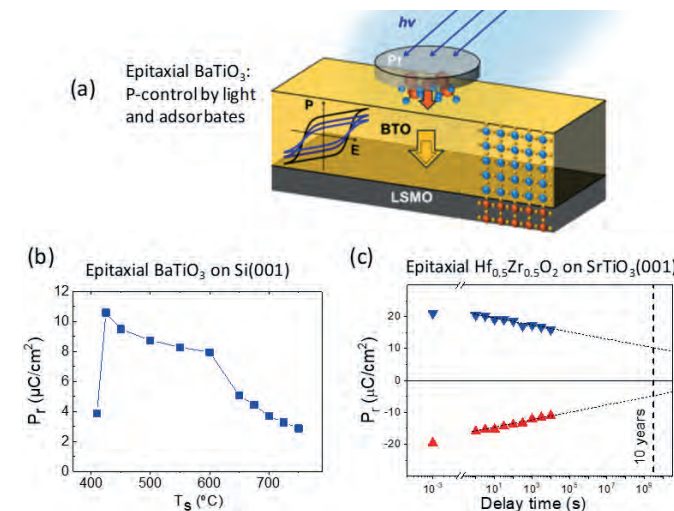 hν
Pt
(a)
Epitaxial BaTiO₃:
P-control by light
and adsorbates
P
E
BTO
LSMO
(b)
Epitaxial BaTiO₃ on Si(001)
12
10
8
6
4
2
0
Pᵣ (µC/cm²)
400 500 600 700
Tₛ (ºC)
(c)
Epitaxial Hf₀.₅Zr₀.₅O₂ on SrTiO₃(001)
20
10
0
-10
-20
Pᵣ (µC/cm²)
10 years
10⁻³ 10¹ 10³ 10⁵ 10⁷ 10⁹
Delay time (s)